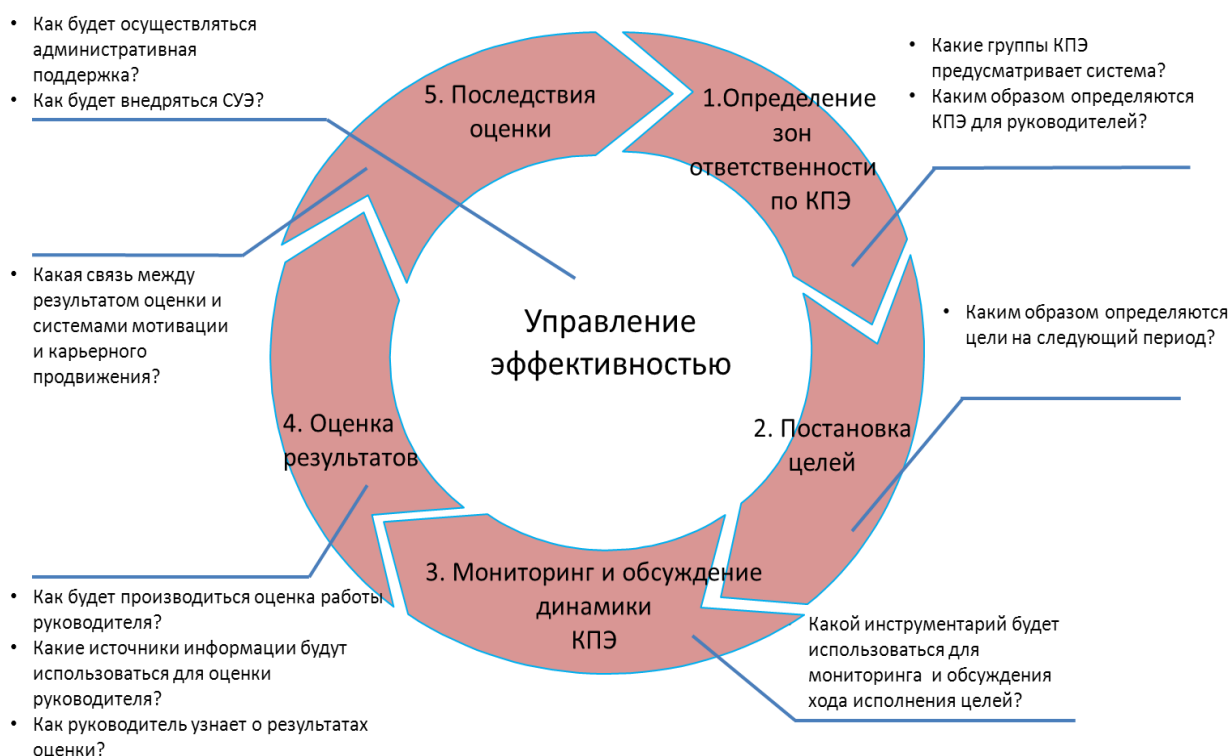 • Как будет осуществляться
административная
поддержка?
• Как будет внедряться СУЭ?
5. Последствия
оценки
1.Определение
зон
ответственности
по КПЭ
• Какие группы КПЭ
предусматривает система?
• Каким образом определяются
КПЭ для руководителей?
• Какая связь между
результатом оценки и
системами мотивации
и карьерного
продвижения?
Управление
эффективностью
• Каким образом определяются
цели на следующий период?
4. Оценка
результатов
2. Постановка
целей
3. Мониторинг и обсуждение
динамики
КПЭ
• Как будет производиться оценка работы
руководителя?
• Какие источники информации будут
использоваться для оценки
руководителя?
• Как руководитель узнает о результатах
оценки?
Какой инструментарий будет
использоваться для
мониторинга и обсуждения
хода исполнения целей?